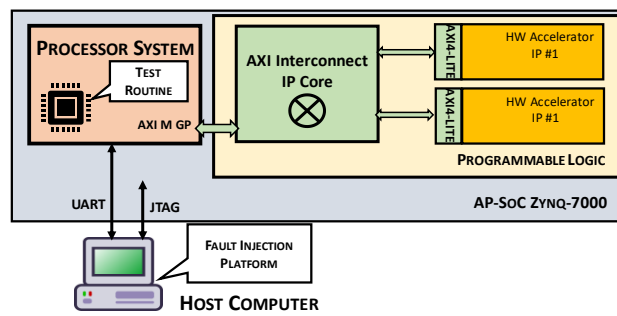 PROCESSOR SYSTEM
TEST
ROUTINE
AXI M GP
AXI Interconnect
IP Core
AXI4-LITE
HW Accelerator
IP #1
AXI4-LITE
HW Accelerator
IP #1
PROGRAMMABLE LOGIC
AP-SOC ZYNQ-7000
UART
JTAG
FAULT INJECTION
PLATFORM
HOST COMPUTER